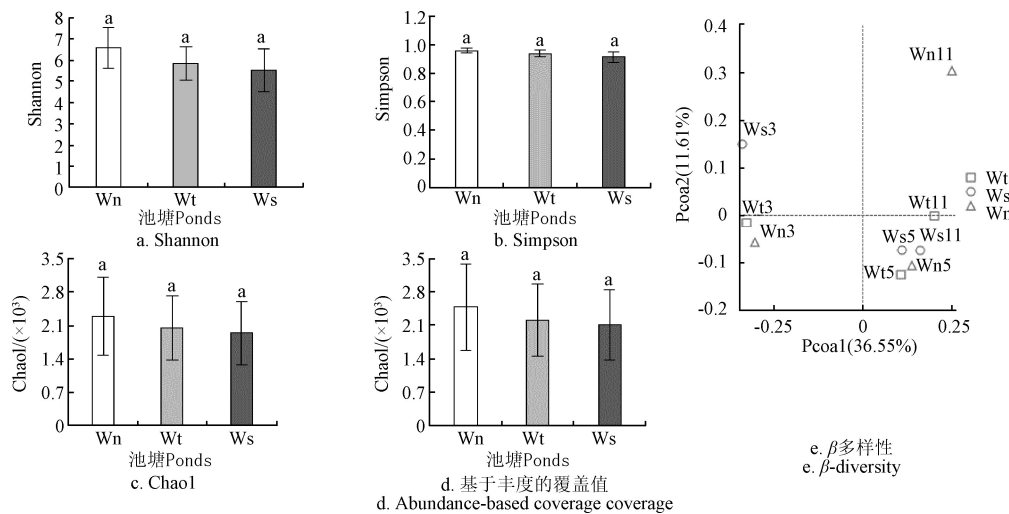 8
7
6
5
4
3
2
1
0
Shannon
a
a
a
Wn
Wt
Ws
池塘Ponds
a. Shannon
1.2
1.0
0.8
0.6
0.4
0.2
0.0
Simpson
a
a
a
Wn
Wt
Ws
池塘Ponds
b. Simpson
3.5
2.8
2.1
1.4
0.7
0
Chaol/(×10³)
a
a
a
Wn
Wt
Ws
池塘Ponds
c. Chao1
3.5
2.8
2.1
1.4
0.7
0
Chaol/(×10³)
a
a
a
Wn
Wt
Ws
池塘Ponds
d. 基于丰度的覆盖值
d. Abundance-based coverage coverage
0.4
0.3
0.2
0.1
0
-0.1
-0.2
Pcoa2(11.61%)
Wn11
Ws3
Wt3
Wn3
Wt11
Ws5
Ws11
Wt5
Wn5
-0.25
0
0.25
Pcoa1(36.55%)
Wt
Ws
Wn
e. β多样性
e. β-diversity